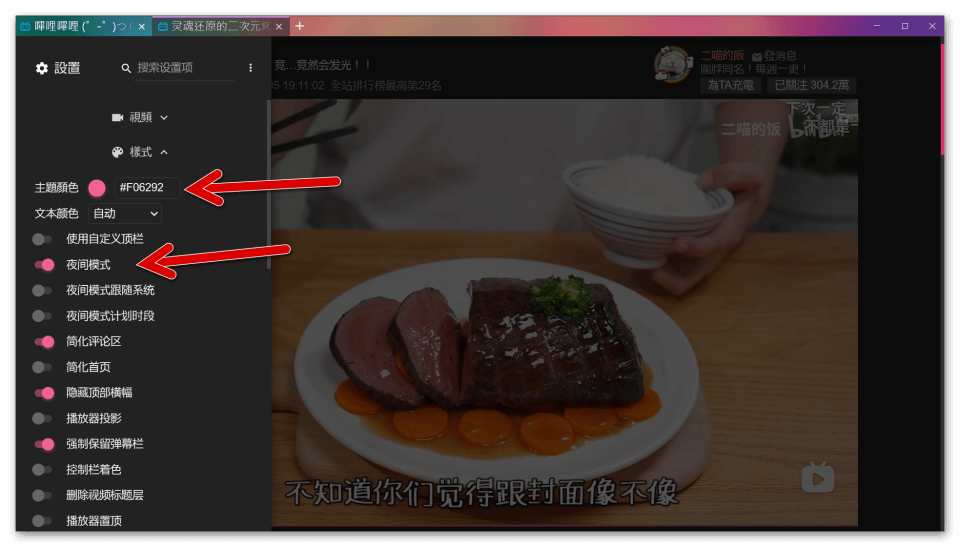 嗶哩嗶哩 (゜-゜)つ
灵魂还原的二次元
設置
搜索设置项
視頻
樣式
主題顏色
#F06292
文本颜色
自动
使用自定义顶栏
夜间模式
夜间模式跟随系统
夜间模式计划时段
简化评论区
简化首页
隐藏顶部横幅
播放器投影
强制保留弹幕栏
控制栏着色
删除视频标题层
播放器置顶
竟…竟然会发光！！
05 19:11:02 全站排行榜最高第29名
二喵的飯
發消息
圍脖同名！每週一更！
為TA充電
已關注 304.2萬
下次一定
不都是
二喵的饭
bilibili
不知道你们觉得跟封面像不像